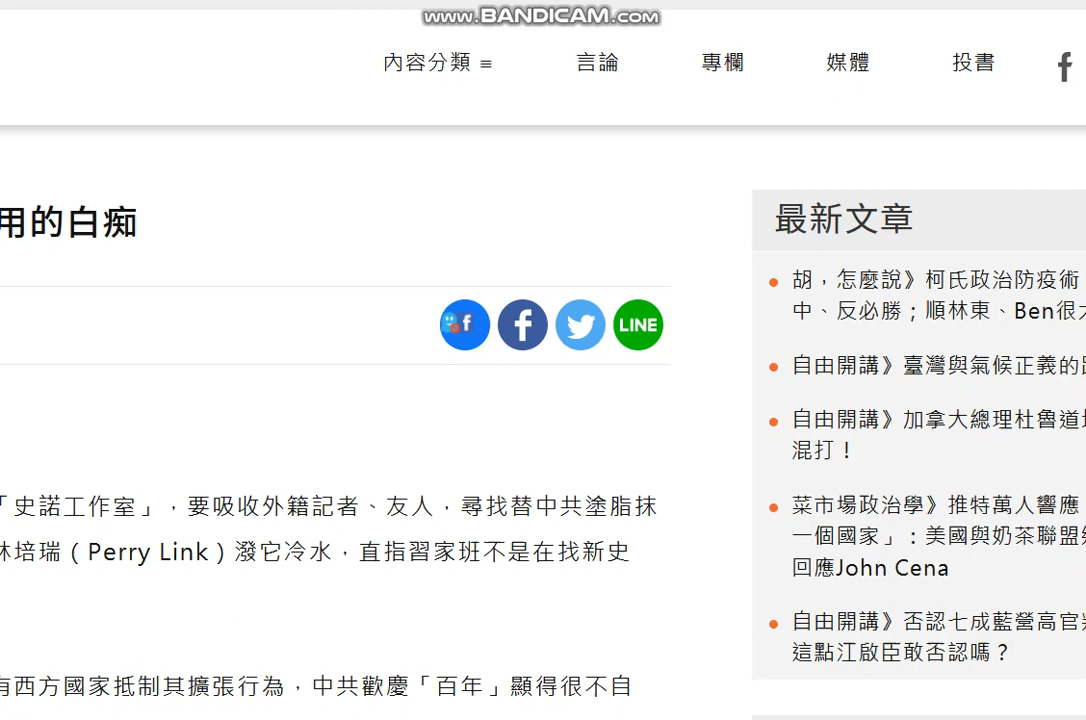 www.BANDICAM.com
內容分類 ≡ 言論 專欄 媒體 投書 f
用的白痴
f f LINE
「史諾工作室」，要吸收外籍記者、友人，尋找替中共塗脂抹
林培瑞（Perry Link）潑它冷水，直指習家班不是在找新史
有西方國家抵制其擴張行為，中共歡慶「百年」顯得很不自
最新文章
胡，怎麼說》柯氏政治防疫術
中、反必勝；順林東、Ben很
自由開講》臺灣與氣候正義的
自由開講》加拿大總理杜魯道
混打！
菜市場政治學》推特萬人響應
一個國家」：美國與奶茶聯盟
回應John Cena
自由開講》否認七成藍營高官
這點江啟臣敢否認嗎？